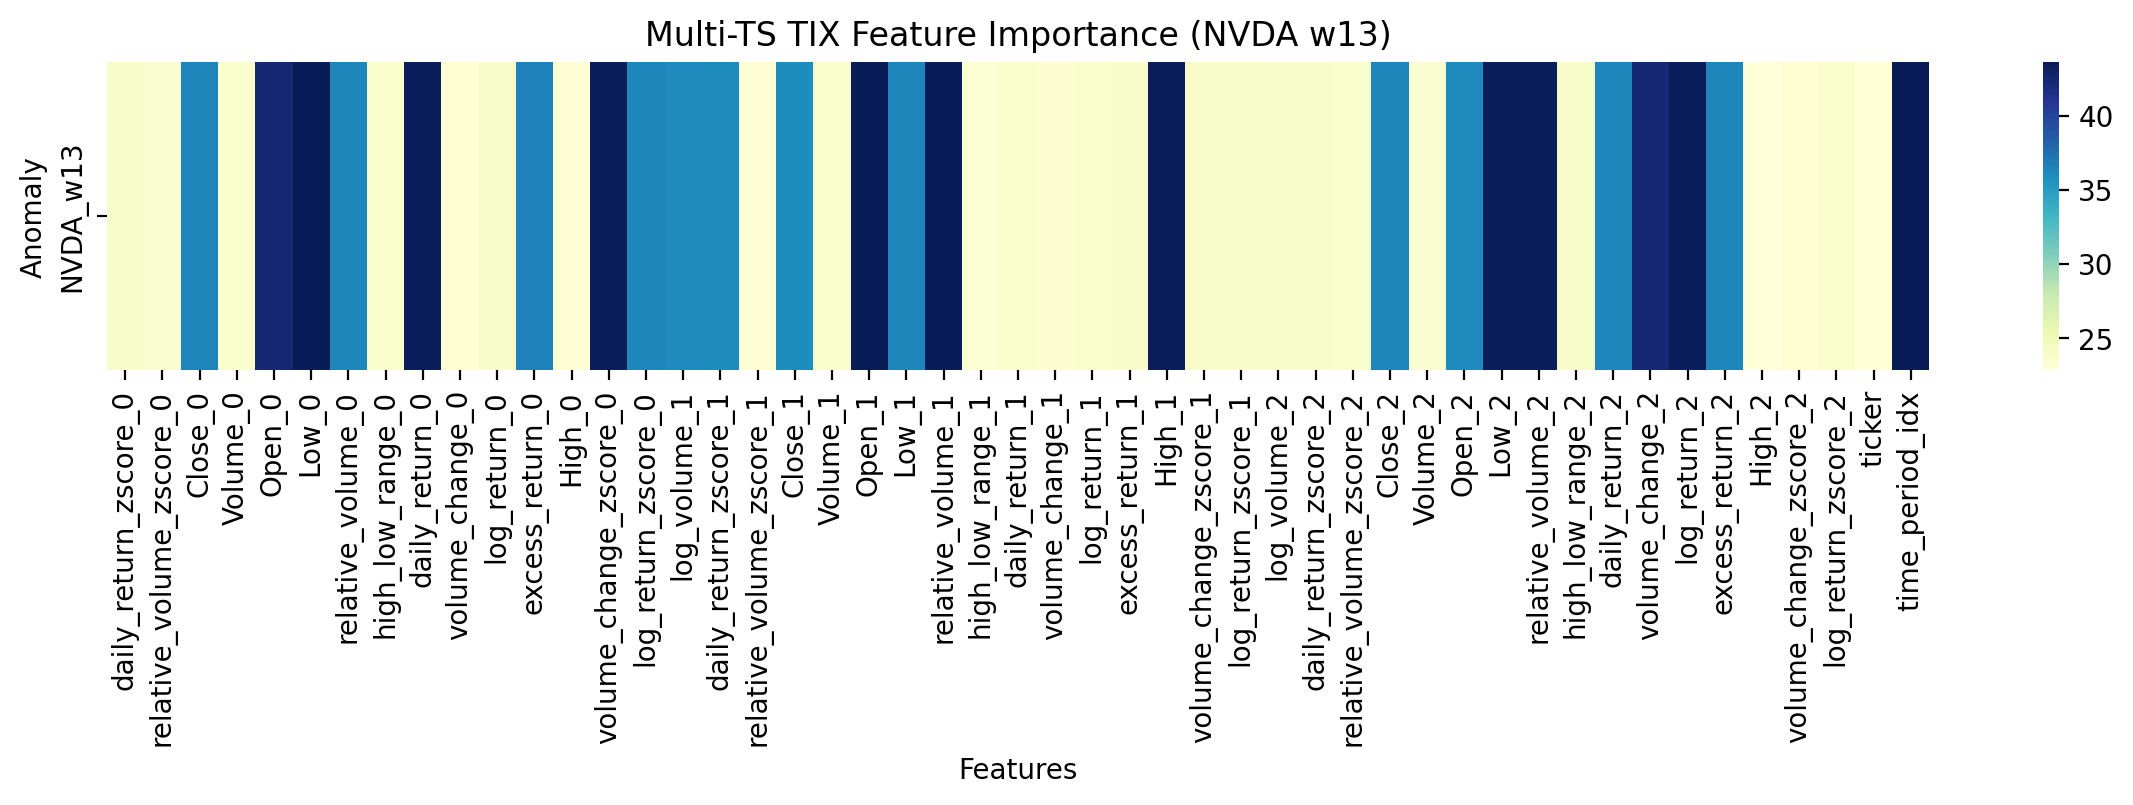 Multi-TS TIX Feature Importance (NVDA w13)
Anomaly
NVDA_w13
40
35
30
25
daily_return_zscore_0
relative_volume_zscore_0
Close_0
Volume_0
Open_0
Low_0
relative_volume_0
high_low_range_0
daily_return_0
volume_change_0
log_return_0
excess_return_0
High_0
volume_change_zscore_0
log_return_zscore_0
log_volume_1
daily_return_zscore_1
relative_volume_zscore_1
Close_1
Volume_1
Open_1
Low_1
relative_volume_1
high_low_range_1
daily_return_1
volume_change_1
log_return_1
excess_return_1
High_1
volume_change_zscore_1
log_return_zscore_1
log_volume_2
daily_return_zscore_2
relative_volume_zscore_2
Close_2
Volume_2
Open_2
Low_2
relative_volume_2
high_low_range_2
daily_return_2
volume_change_2
log_return_2
excess_return_2
High_2
volume_change_zscore_2
log_return_zscore_2
ticker
time_period_idx
Features